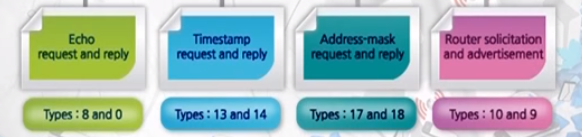 Echo
request and reply
Timestamp
request and reply
Address-mask
request and reply
Router solicitation
and advertisement
Types : 8 and 0
Types : 13 and 14
Types : 17 and 18
Types : 10 and 9